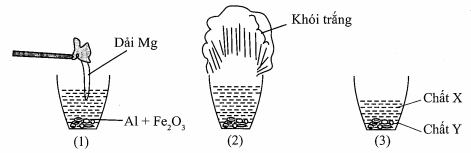 Khói trắng
Dải Mg
Al + Fe₂O₃
Chất X
Chất Y
(1)
(2)
(3)